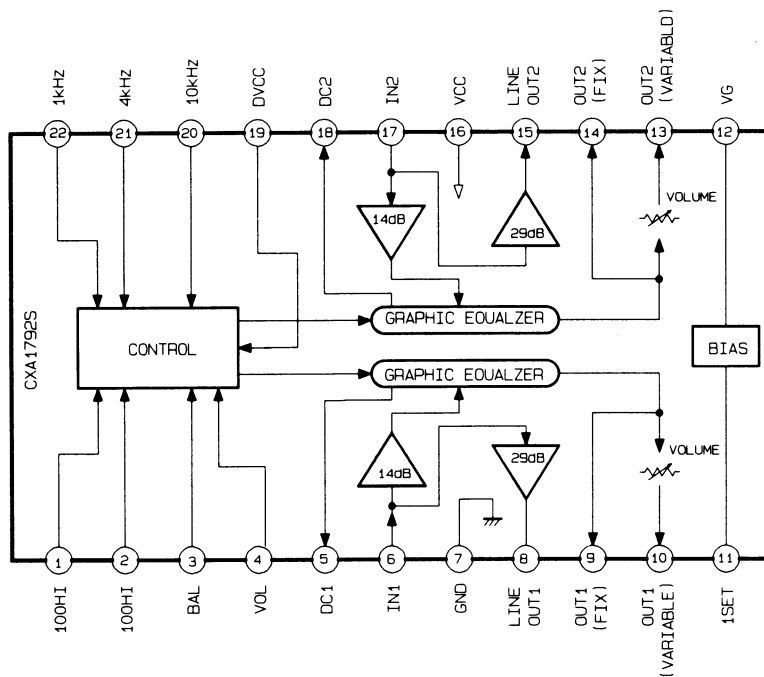 1kHz
4kHz
10kHz
DVCC
DC2
IN2
VCC
LINE
OUT2
OUT2
(FIX)
OUT2
(VARIABLD)
VG
22
21
20
19
18
17
16
15
14
13
12
14dB
29dB
VOLUME
GRAPHIC EQUALZER
CXA1792S
CONTROL
BIAS
GRAPHIC EQUALZER
14dB
29dB
VOLUME
1
2
3
4
5
6
7
8
9
10
11
100HI
100HI
BAL
VOL
DC1
IN1
GND
LINE
OUT1
OUT1
(FIX)
OUT1
(VARIABLE)
1SET